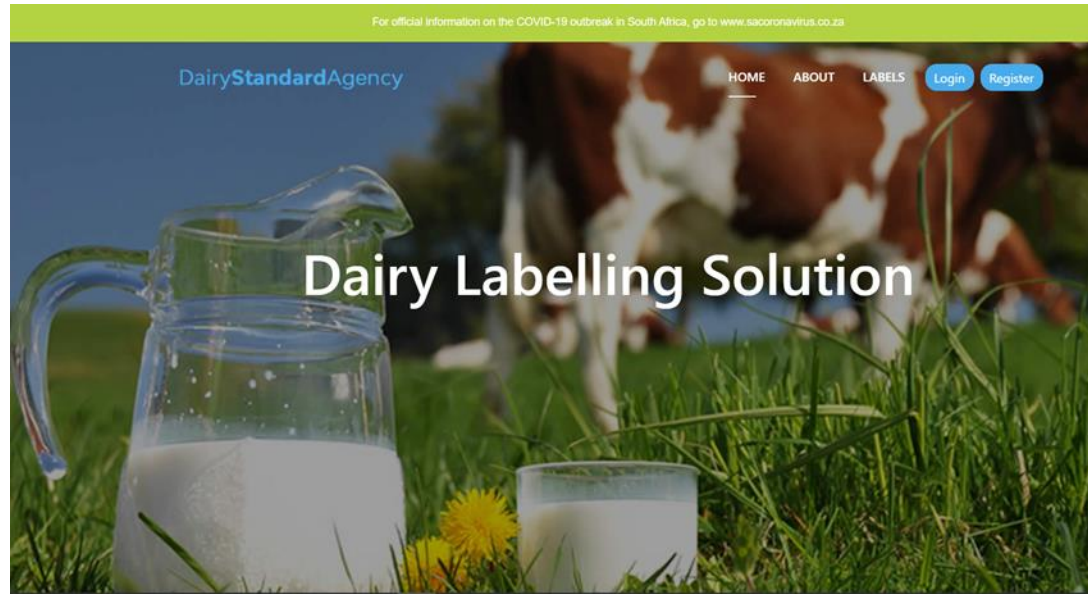 For official information on the COVID-19 outbreak in South Africa, go to www.sacoronavirus.co.za
DairyStandardAgency
HOME ABOUT LABELS Login Register
Dairy Labelling Solution